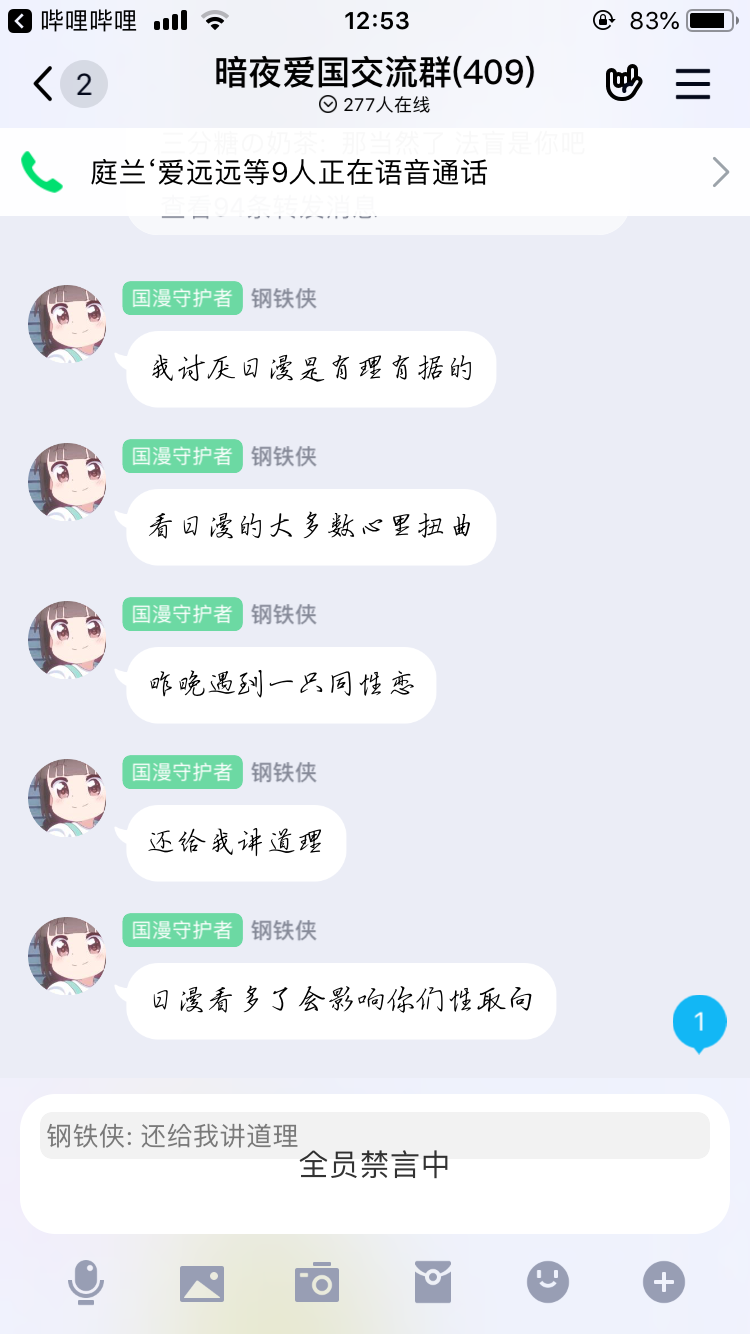 哔哩哔哩 12:53 83%
2 暗夜爱国交流群(409)
277人在线
三分糖の奶茶：那当然了 法盲是你吧
庭兰‘爱远远等9人正在语音通话
查看94条转发消息
国漫守护者 钢铁侠
我讨厌日漫是有理有据的
国漫守护者 钢铁侠
看日漫的大多数心里扭曲
国漫守护者 钢铁侠
昨晚遇到一只同性恋
国漫守护者 钢铁侠
还给我讲道理
国漫守护者 钢铁侠
日漫看多了会影响你们性取向
1
钢铁侠: 还给我讲道理
全员禁言中